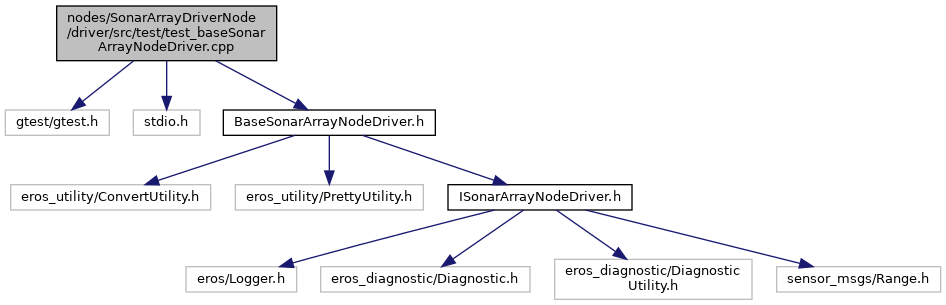 nodes/SonarArrayDriverNode
/driver/src/test/test_baseSonar
ArrayNodeDriver.cpp
gtest/gtest.h
stdio.h
BaseSonarArrayNodeDriver.h
eros_utility/ConvertUtility.h
eros_utility/PrettyUtility.h
ISonarArrayNodeDriver.h
eros/Logger.h
eros_diagnostic/Diagnostic.h
eros_diagnostic/Diagnostic
Utility.h
sensor_msgs/Range.h